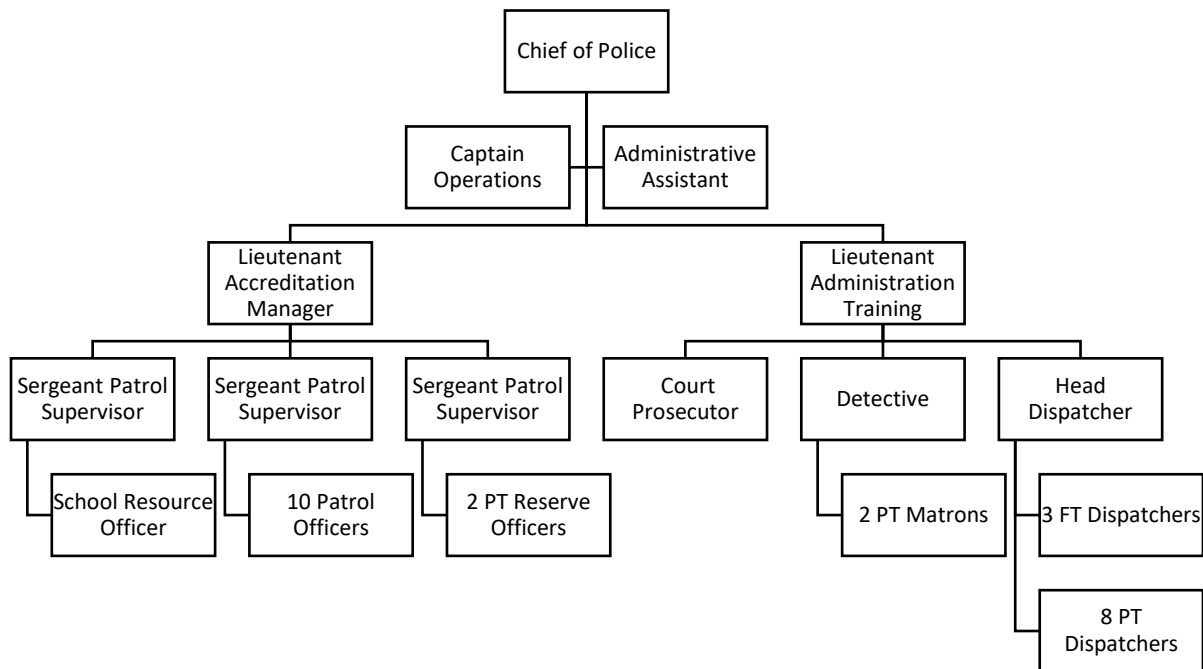 Chief of Police
Captain
Operations
Administrative
Assistant
Lieutenant
Accreditation
Manager
Lieutenant
Administration
Training
Sergeant Patrol
Supervisor
Sergeant Patrol
Supervisor
Sergeant Patrol
Supervisor
Court
Prosecutor
Detective
Head
Dispatcher
School Resource
Officer
10 Patrol
Officers
2 PT Reserve
Officers
2 PT Matrons
3 FT Dispatchers
8 PT
Dispatchers